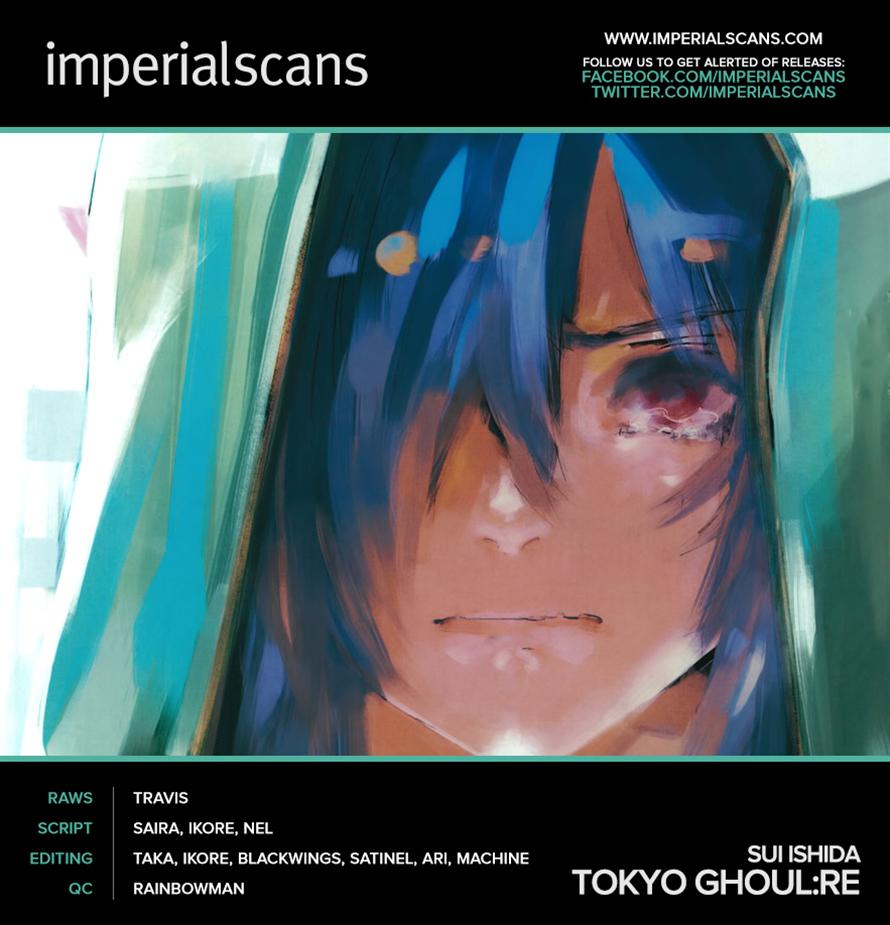 imperialscans
WWW.IMPERIALSCANS.COM
FOLLOW US TO GET ALERTED OF RELEASES:
FACEBOOK.COM/IMPERIALSCANS
TWITTER.COM/IMPERIALSCANS
RAWS TRAVIS
SCRIPT SAIRA, IKORE, NEL
EDITING TAKA, IKORE, BLACKWINGS, SATINEL, ARI, MACHINE
QC RAINBOWMAN
SUI ISHIDA
TOKYO GHOUL:RE